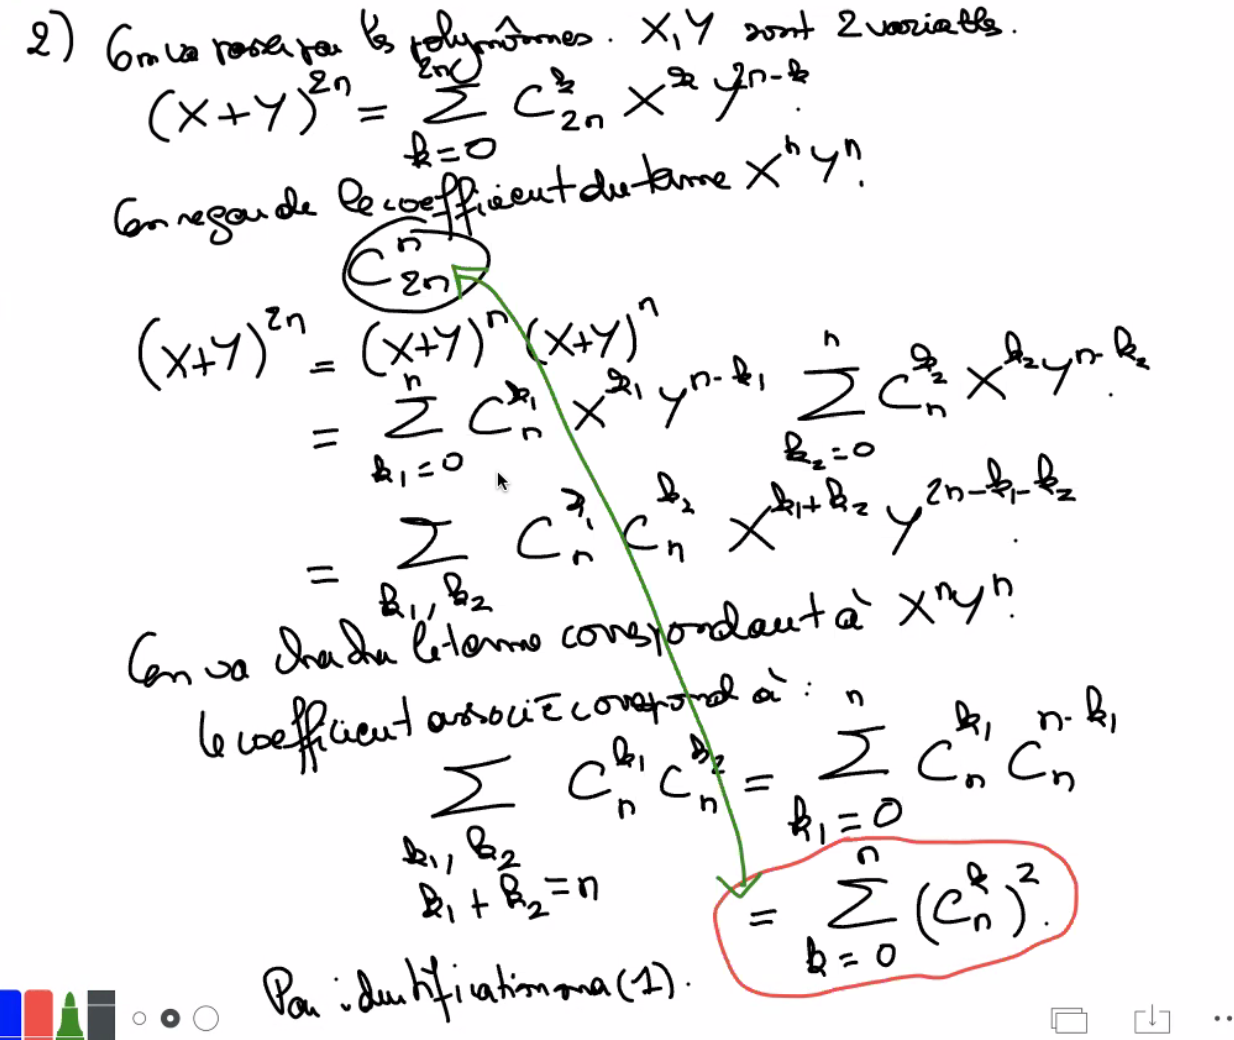 2) On va passer par les polynômes. X, Y sont 2 variables.
(X+Y)^{2n} = \sum_{k=0}^{2n} C_{2n}^{k} X^{k} Y^{2n-k}.
On regarde le coefficient du terme X^n Y^n.
C_{2n}^{n}
(X+Y)^{2n} = (X+Y)^n (X+Y)^n
= \sum_{k_1=0}^{n} C_n^{k_1} X^{k_1} Y^{n-k_1} \sum_{k_2=0}^{n} C_n^{k_2} X^{k_2} Y^{n-k_2}.
= \sum_{k_1, k_2} C_n^{k_1} C_n^{k_2} X^{k_1+k_2} Y^{2n-k_1-k_2}.
On va chercher le terme correspondant à X^n Y^n.
le coefficient associé correspond à :
\sum_{k_1, k_2 \\ k_1+k_2=n} C_n^{k_1} C_n^{k_2} = \sum_{k_1=0}^{n} C_n^{k_1} C_n^{n-k_1}
= \sum_{k=0}^{n} (C_n^k)^2.
Par identification on a (1).